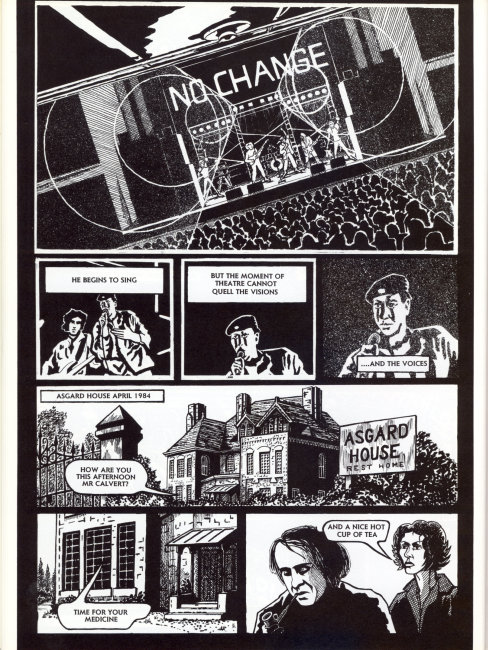 NO CHANGE
HE BEGINS TO SING
BUT THE MOMENT OF
THEATRE CANNOT
QUELL THE VISIONS
....AND THE VOICES
ASGARD HOUSE APRIL 1984
HOW ARE YOU
THIS AFTERNOON
MR CALVERT?
ASGARD
HOUSE
REST HOME
TIME FOR YOUR
MEDICINE
AND A NICE HOT
CUP OF TEA